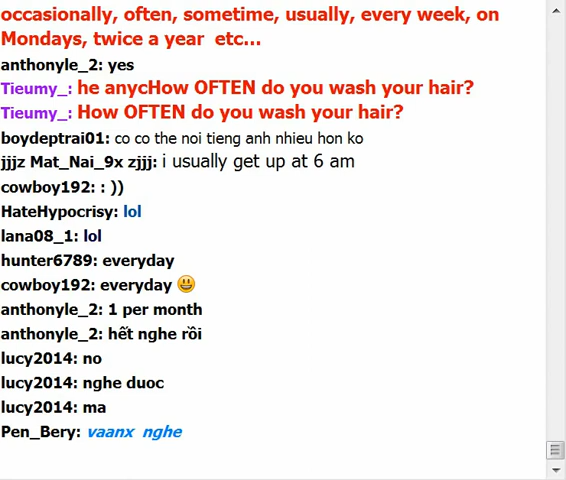 occasionally, often, sometime, usually, every week, on
Mondays, twice a year  etc...
anthonyle_2: yes
Tieumy_: he anycHow OFTEN do you wash your hair?
Tieumy_: How OFTEN do you wash your hair?
boydeptrai01: co co the noi tieng anh nhieu hon ko
jjjz Mat_Nai_9x zjjj: i usually get up at 6 am
cowboy192: : ))
HateHypocrisy: lol
lana08_1: lol
hunter6789: everyday
cowboy192: everyday 😃
anthonyle_2: 1 per month
anthonyle_2: hết nghe rồi
lucy2014: no
lucy2014: nghe duoc
lucy2014: ma
Pen_Bery: vaanx  nghe